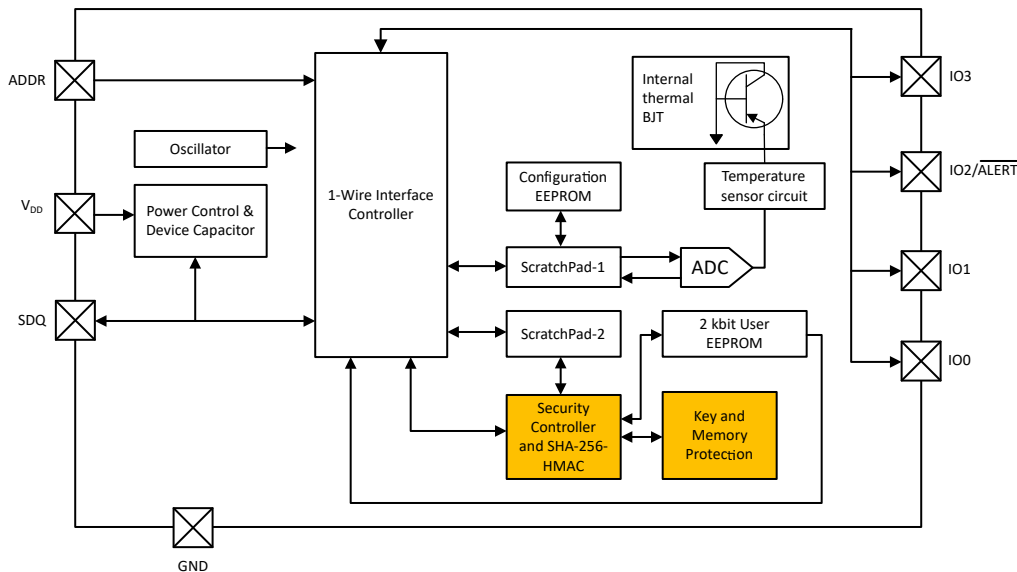 ADDR
Oscillator
V_DD
Power Control &
Device Capacitor
SDQ
1-Wire Interface
Controller
Internal
thermal
BJT
Configuration
EEPROM
Temperature
sensor circuit
ScratchPad-1
ADC
ScratchPad-2
2 kbit User
EEPROM
Security
Controller
and SHA-256-
HMAC
Key and
Memory
Protection
IO3
IO2/ALERT
IO1
IO0
GND